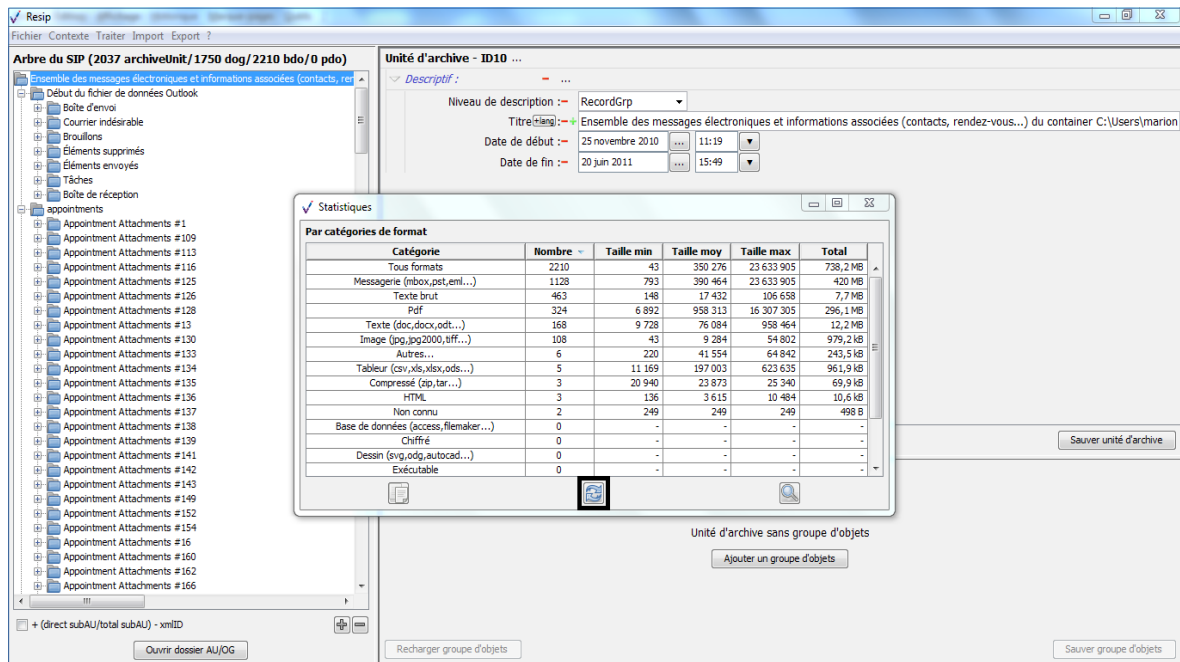 Resip
Fichier Contexte Traiter Import Export ?
Arbre du SIP (2037 archiveUnit/1750 dog/2210 bdo/0 pdo)
Ensemble des messages électroniques et informations associées (contacts, rer
Début du fichier de données Outlook
Boîte d'envoi
Courrier indésirable
Brouillons
Éléments supprimés
Éléments envoyés
Tâches
Boîte de réception
appointments
Appointment Attachments #1
Appointment Attachments #109
Appointment Attachments #113
Appointment Attachments #116
Appointment Attachments #125
Appointment Attachments #126
Appointment Attachments #128
Appointment Attachments #13
Appointment Attachments #130
Appointment Attachments #133
Appointment Attachments #134
Appointment Attachments #135
Appointment Attachments #136
Appointment Attachments #137
Appointment Attachments #138
Appointment Attachments #139
Appointment Attachments #141
Appointment Attachments #142
Appointment Attachments #143
Appointment Attachments #149
Appointment Attachments #152
Appointment Attachments #154
Appointment Attachments #16
Appointment Attachments #160
Appointment Attachments #162
Appointment Attachments #166
+ (direct subAU/total subAU) - xmlID
Ouvrir dossier AU/OG
Unité d'archive - ID10 ...
Descriptif : - ...
Niveau de description :- RecordGrp
Titre +lang :-+ Ensemble des messages électroniques et informations associées (contacts, rendez-vous...) du container C:\Users\marion
Date de début :- 25 novembre 2010 ... 11:19
Date de fin :- 20 juin 2011 ... 15:49
Statistiques
Par catégories de format
Catégorie Nombre Taille min Taille moy Taille max Total
Tous formats 2210 43 350 276 23 633 905 738,2 MB
Messagerie (mbox,pst,eml...) 1128 793 390 464 23 633 905 420 MB
Texte brut 463 148 17 432 106 658 7,7 MB
Pdf 324 6 892 958 313 16 307 305 296,1 MB
Texte (doc,docx,odt...) 168 9 728 76 084 958 464 12,2 MB
Image (jpg,jpg2000,tiff...) 108 43 9 284 54 802 979,2 kB
Autres... 6 220 41 554 64 842 243,5 kB
Tableur (csv,xls,xlsx,ods...) 5 11 169 197 003 623 635 961,9 kB
Compressé (zip,tar...) 3 20 940 23 873 25 340 69,9 kB
HTML 3 136 3 615 10 484 10,6 kB
Non connu 2 249 249 249 498 B
Base de données (access,filemaker...) 0 - - - -
Chiffré 0 - - - -
Dessin (svg,odg,autocad...) 0 - - - -
Exécutable 0 - - - -
Sauver unité d'archive
Unité d'archive sans groupe d'objets
Ajouter un groupe d'objets
Recharger groupe d'objets
Sauver groupe d'objets